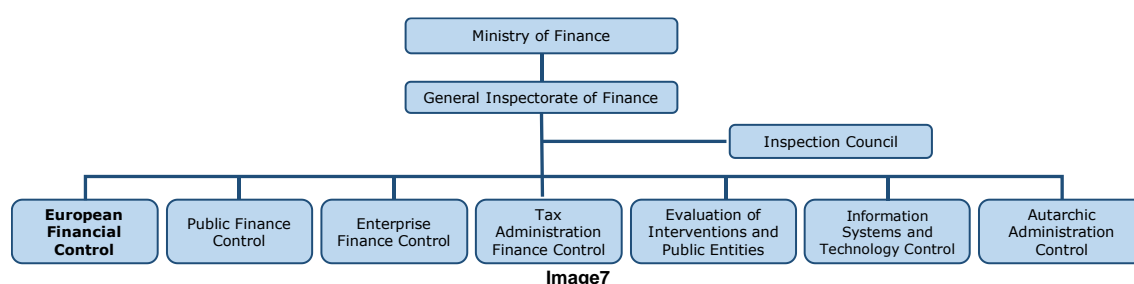 Ministry of Finance
General Inspectorate of Finance
Inspection Council
European
Financial
Control
Public Finance
Control
Enterprise
Finance Control
Tax
Administration
Finance Control
Evaluation of
Interventions and
Public Entities
Information
Systems and
Technology Control
Autarchic
Administration
Control
Image7